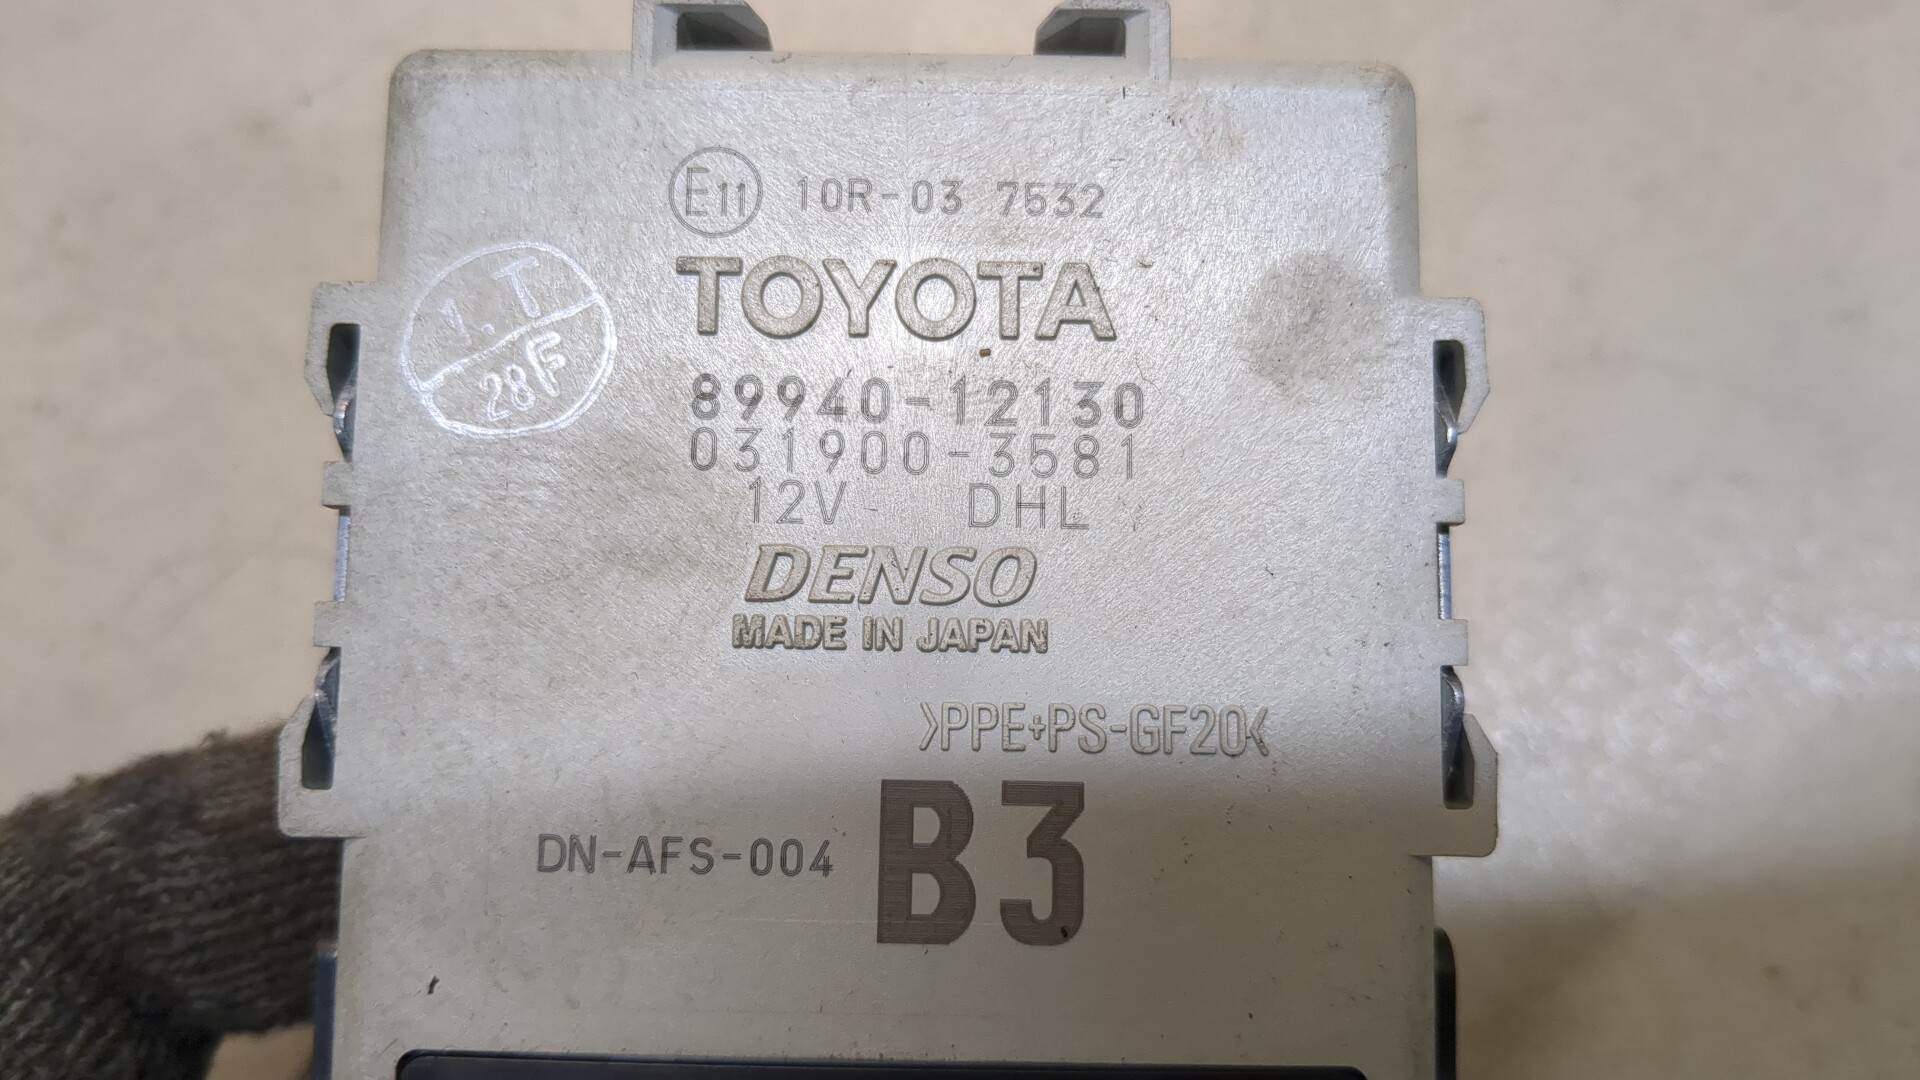 E11 10R-03 7532
TOYOTA
1. T
28F
89940-12130
031900-3581
12V DHL
DENSO
MADE IN JAPAN
>PPE+PS-GF20<
DN-AFS-004 B3